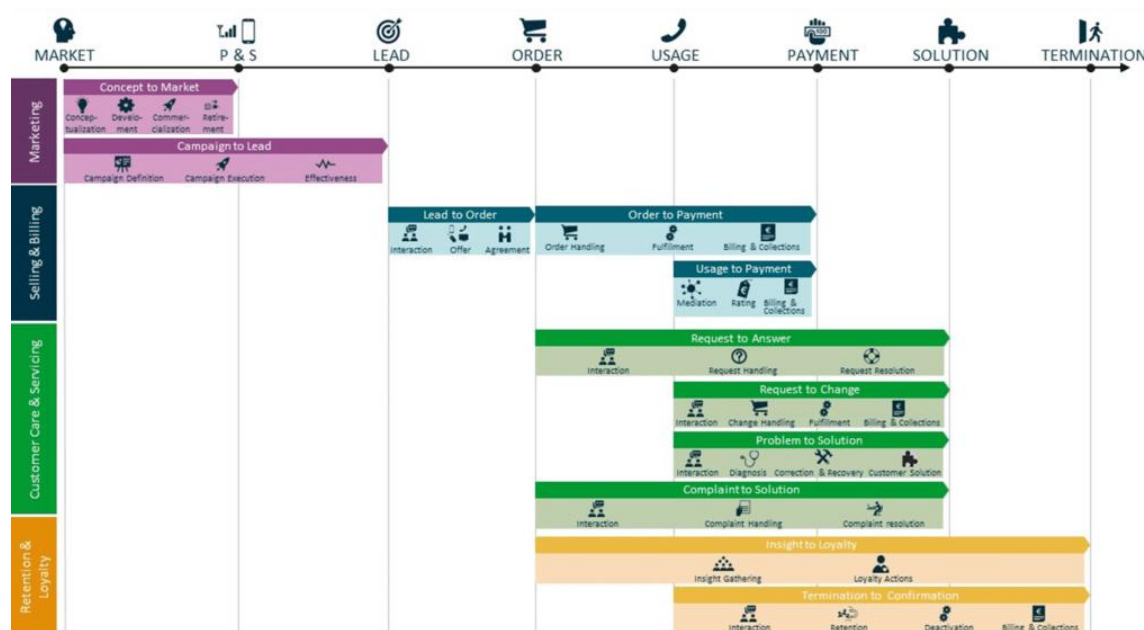 MARKET P & S LEAD ORDER USAGE PAYMENT SOLUTION TERMINATION
Marketing
Concept to Market
Concep-
tualization
Develo-
ment
Commer-
cialization
Retire-
ment
Campaign to Lead
Campaign Definition Campaign Execution Effectiveness
Selling & Billing
Lead to Order
Interaction Offer Agreement
Order to Payment
Order Handling Fulfillment Billing & Collections
Usage to Payment
Mediation Rating Billing &
Collections
Customer Care & Servicing
Request to Answer
Interaction Request Handling Request Resolution
Request to Change
Interaction Change Handling Fulfillment Billing & Collections
Problem to Solution
Interaction Diagnosis Correction & Recovery Customer Solution
Complaint to Solution
Interaction Complaint Handling Complaint resolution
Retention &
Loyalty
Insight to Loyalty
Insight Gathering Loyalty Actions
Termination to Confirmation
Interaction Retention Deactivation Billing & Collections